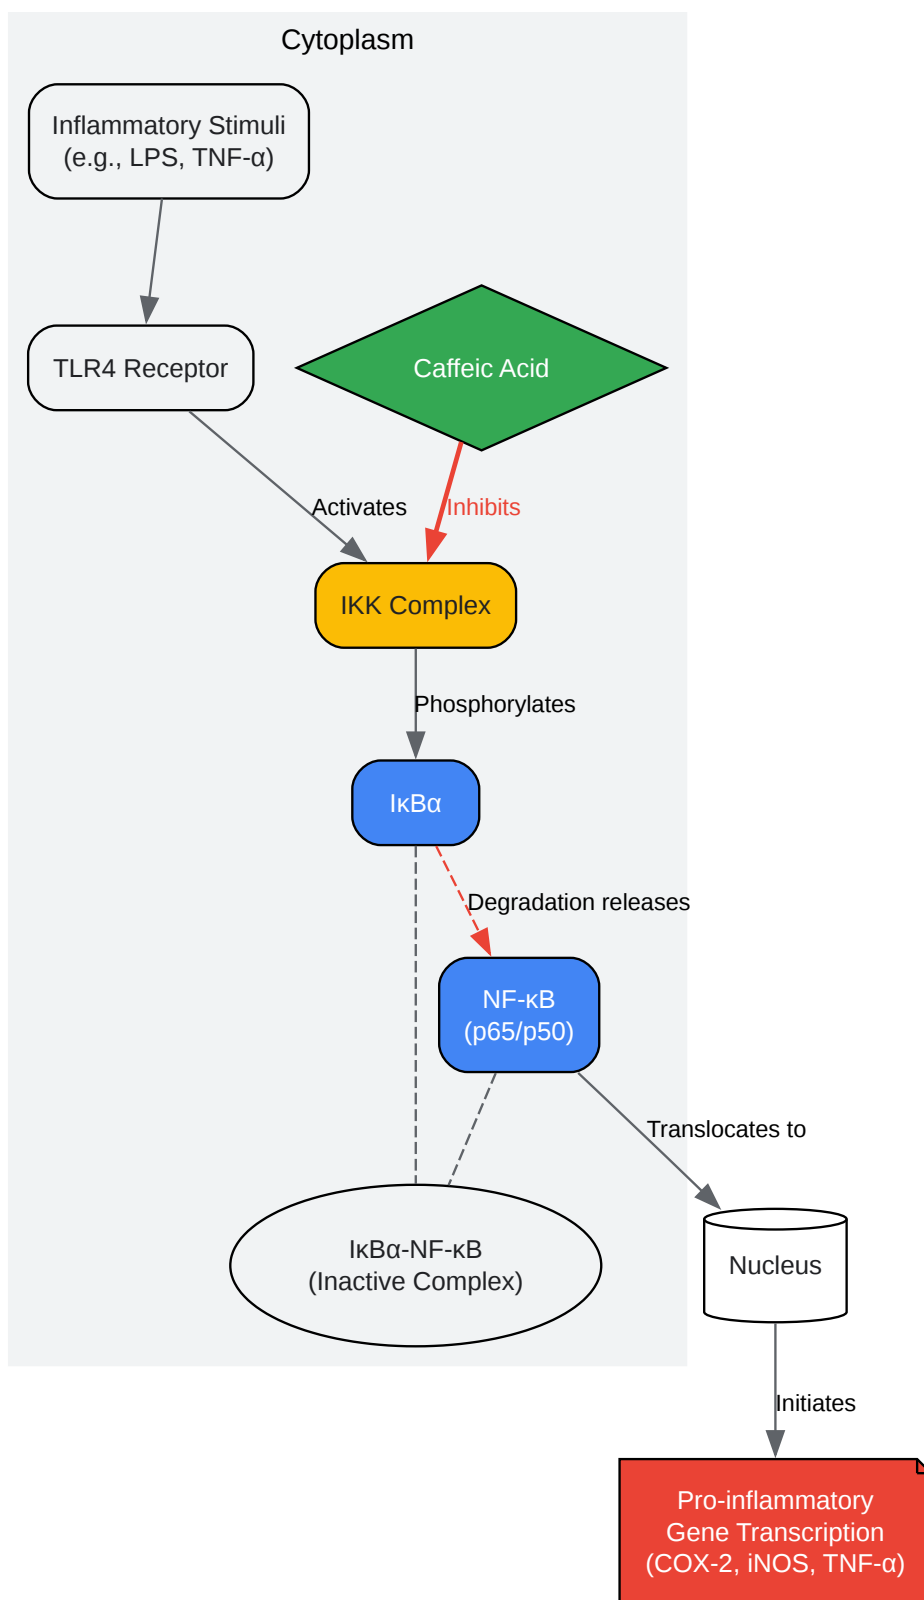 Cytoplasm
Inflammatory Stimuli
(e.g., LPS, TNF-α)
TLR4 Receptor
Caffeic Acid
Activates
Inhibits
IKK Complex
Phosphorylates
IκBα
Degradation releases
NF-κB
(p65/p50)
Translocates to
IκBα-NF-κB
(Inactive Complex)
Nucleus
Initiates
Pro-inflammatory
Gene Transcription
(COX-2, iNOS, TNF-α)